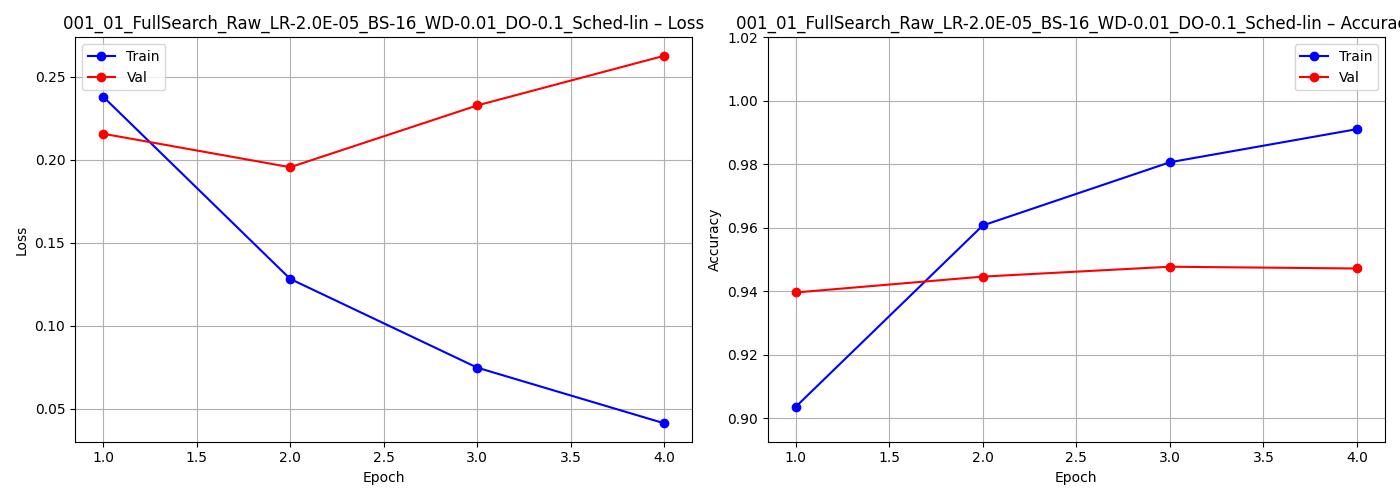 001_01_FullSearch_Raw_LR-2.0E-05_BS-16_WD-0.01_DO-0.1_Sched-lin – Loss
Train
Val
0.25
0.20
0.15
0.10
0.05
Loss
1.0 1.5 2.0 2.5 3.0 3.5 4.0
Epoch
001_01_FullSearch_Raw_LR-2.0E-05_BS-16_WD-0.01_DO-0.1_Sched-lin – Accurac
Train
Val
1.02
1.00
0.98
0.96
0.94
0.92
0.90
Accuracy
1.0 1.5 2.0 2.5 3.0 3.5 4.0
Epoch